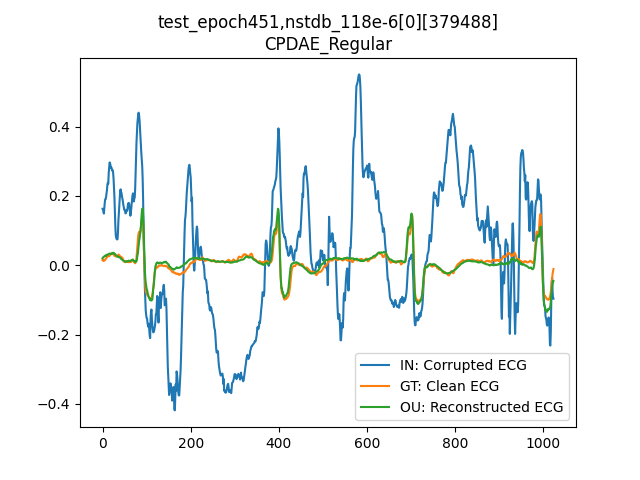 test_epoch451,nstdb_118e-6[0][379488]
CPDAE_Regular
0.4
0.2
0.0
−0.2
−0.4
IN: Corrupted ECG
GT: Clean ECG
OU: Reconstructed ECG
0 200 400 600 800 1000